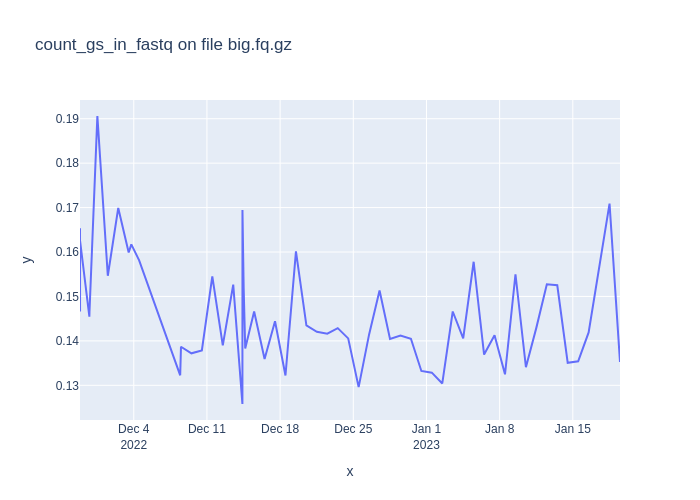 count_gs_in_fastq on file big.fq.gz
0.19
0.18
0.17
0.16
0.15
0.14
0.13
y
Dec 4 Dec 11 Dec 18 Dec 25 Jan 1 Jan 8 Jan 15
2022 2023
x